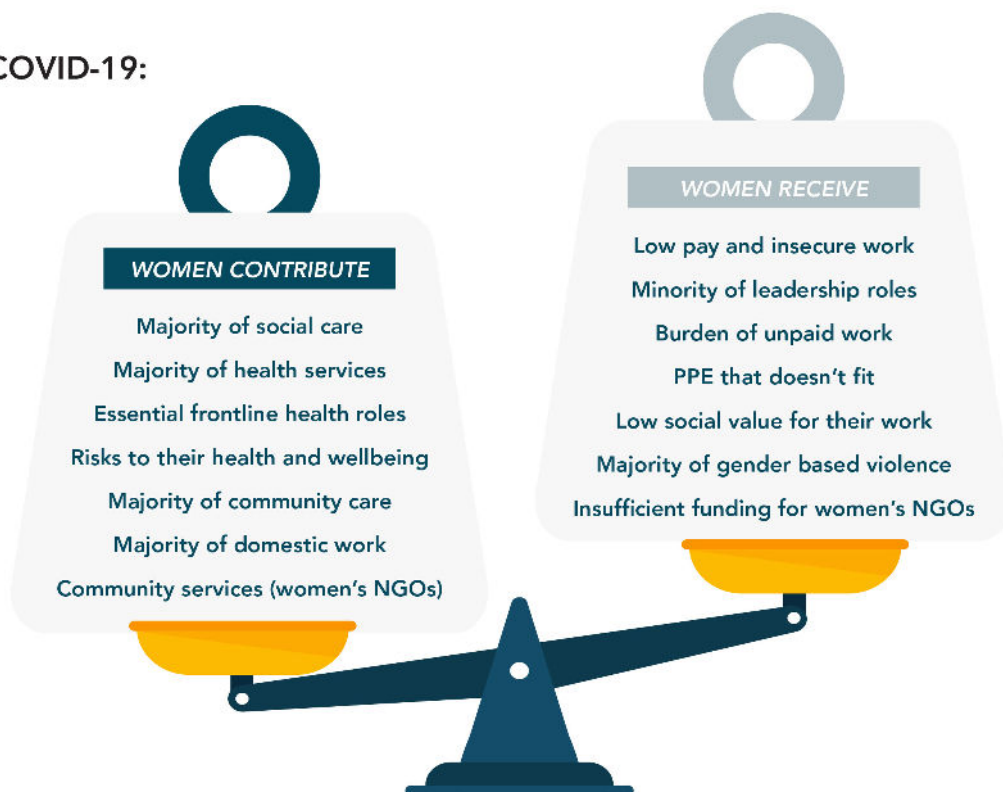 COVID-19:
WOMEN CONTRIBUTE
Majority of social care
Majority of health services
Essential frontline health roles
Risks to their health and wellbeing
Majority of community care
Majority of domestic work
Community services (women's NGOs)
WOMEN RECEIVE
Low pay and insecure work
Minority of leadership roles
Burden of unpaid work
PPE that doesn't fit
Low social value for their work
Majority of gender based violence
Insufficient funding for women's NGOs